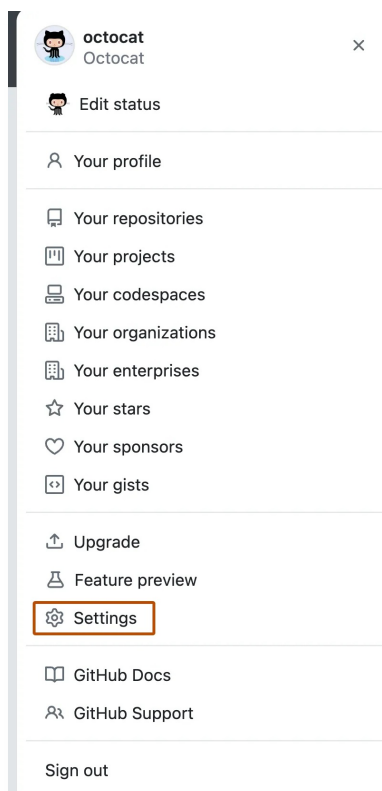 octocat
Octocat
Edit status
Your profile
Your repositories
Your projects
Your codespaces
Your organizations
Your enterprises
Your stars
Your sponsors
Your gists
Upgrade
Feature preview
Settings
GitHub Docs
GitHub Support
Sign out